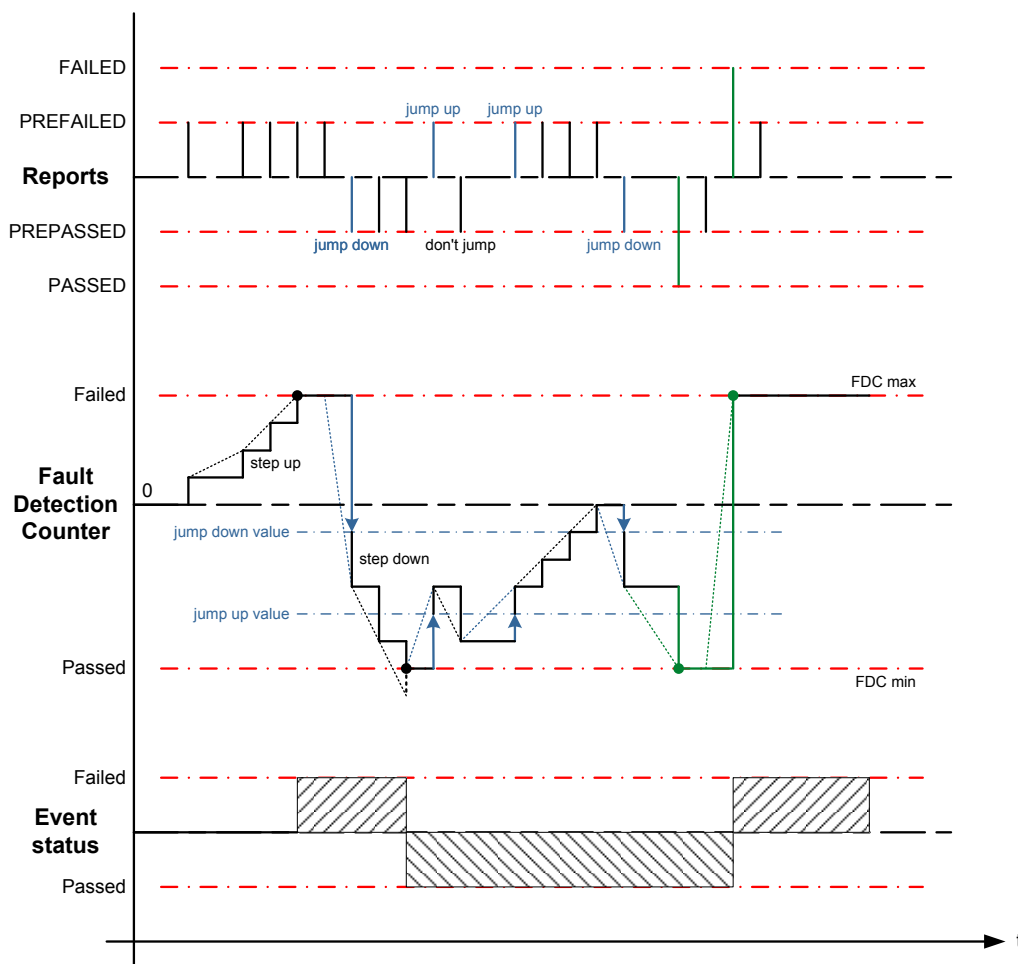 FAILED
jump up jump up
PREFAILED
Reports
PREPASSED
jump down don't jump jump down
PASSED
Failed FDC max
step up
0
Fault
Detection
Counter
jump down value
step down
jump up value
Passed
FDC min
Failed
Event
status
Passed
t